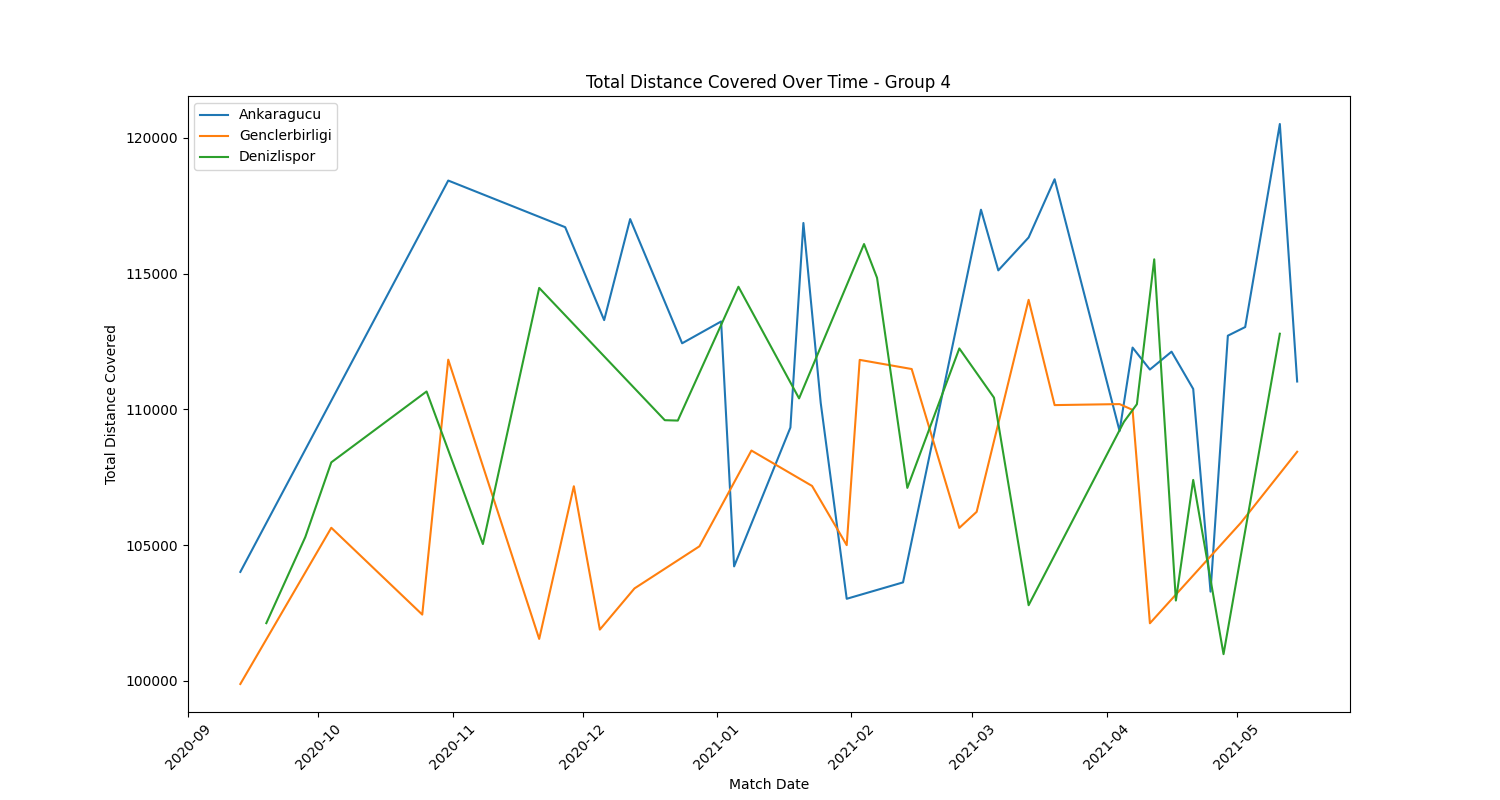 Total Distance Covered Over Time - Group 4
Ankaragucu
Genclerbirligi
Denizlispor
120000
115000
110000
105000
100000
Total Distance Covered
2020-09
2020-10
2020-11
2020-12
2021-01
2021-02
2021-03
2021-04
2021-05
Match Date